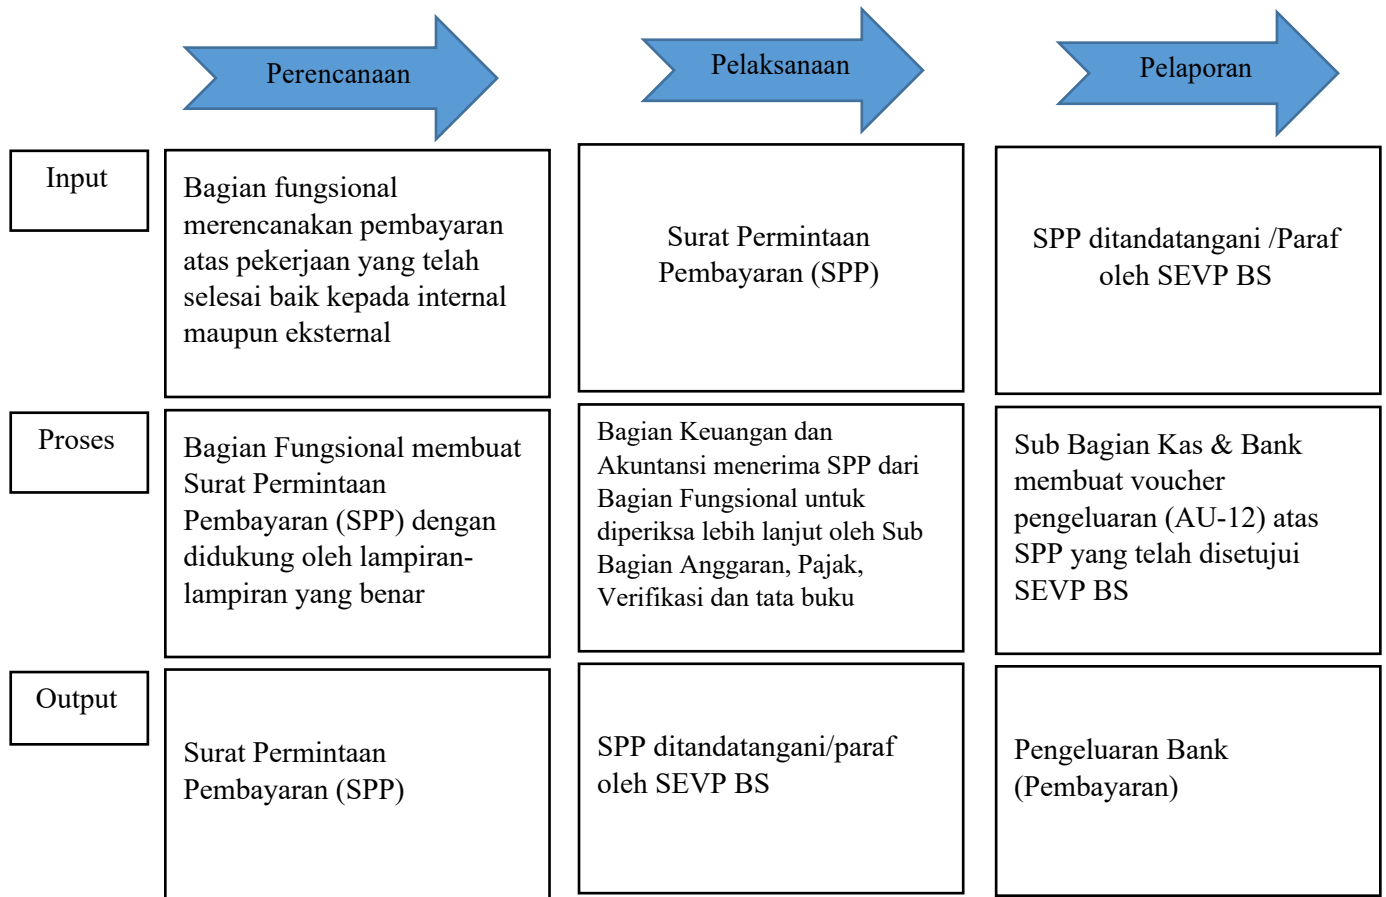 Perencanaan
Pelaksanaan
Pelaporan
Input
Bagian fungsional
merencanakan pembayaran
atas pekerjaan yang telah
selesai baik kepada internal
maupun eksternal
Surat Permintaan
Pembayaran (SPP)
SPP ditandatangani /Paraf
oleh SEVP BS
Proses
Bagian Fungsional membuat
Surat Permintaan
Pembayaran (SPP) dengan
didukung oleh lampiran-
lampiran yang benar
Bagian Keuangan dan
Akuntansi menerima SPP dari
Bagian Fungsional untuk
diperiksa lebih lanjut oleh Sub
Bagian Anggaran, Pajak,
Verifikasi dan tata buku
Sub Bagian Kas & Bank
membuat voucher
pengeluaran (AU-12) atas
SPP yang telah disetujui
SEVP BS
Output
Surat Permintaan
Pembayaran (SPP)
SPP ditandatangani/paraf
oleh SEVP BS
Pengeluaran Bank
(Pembayaran)